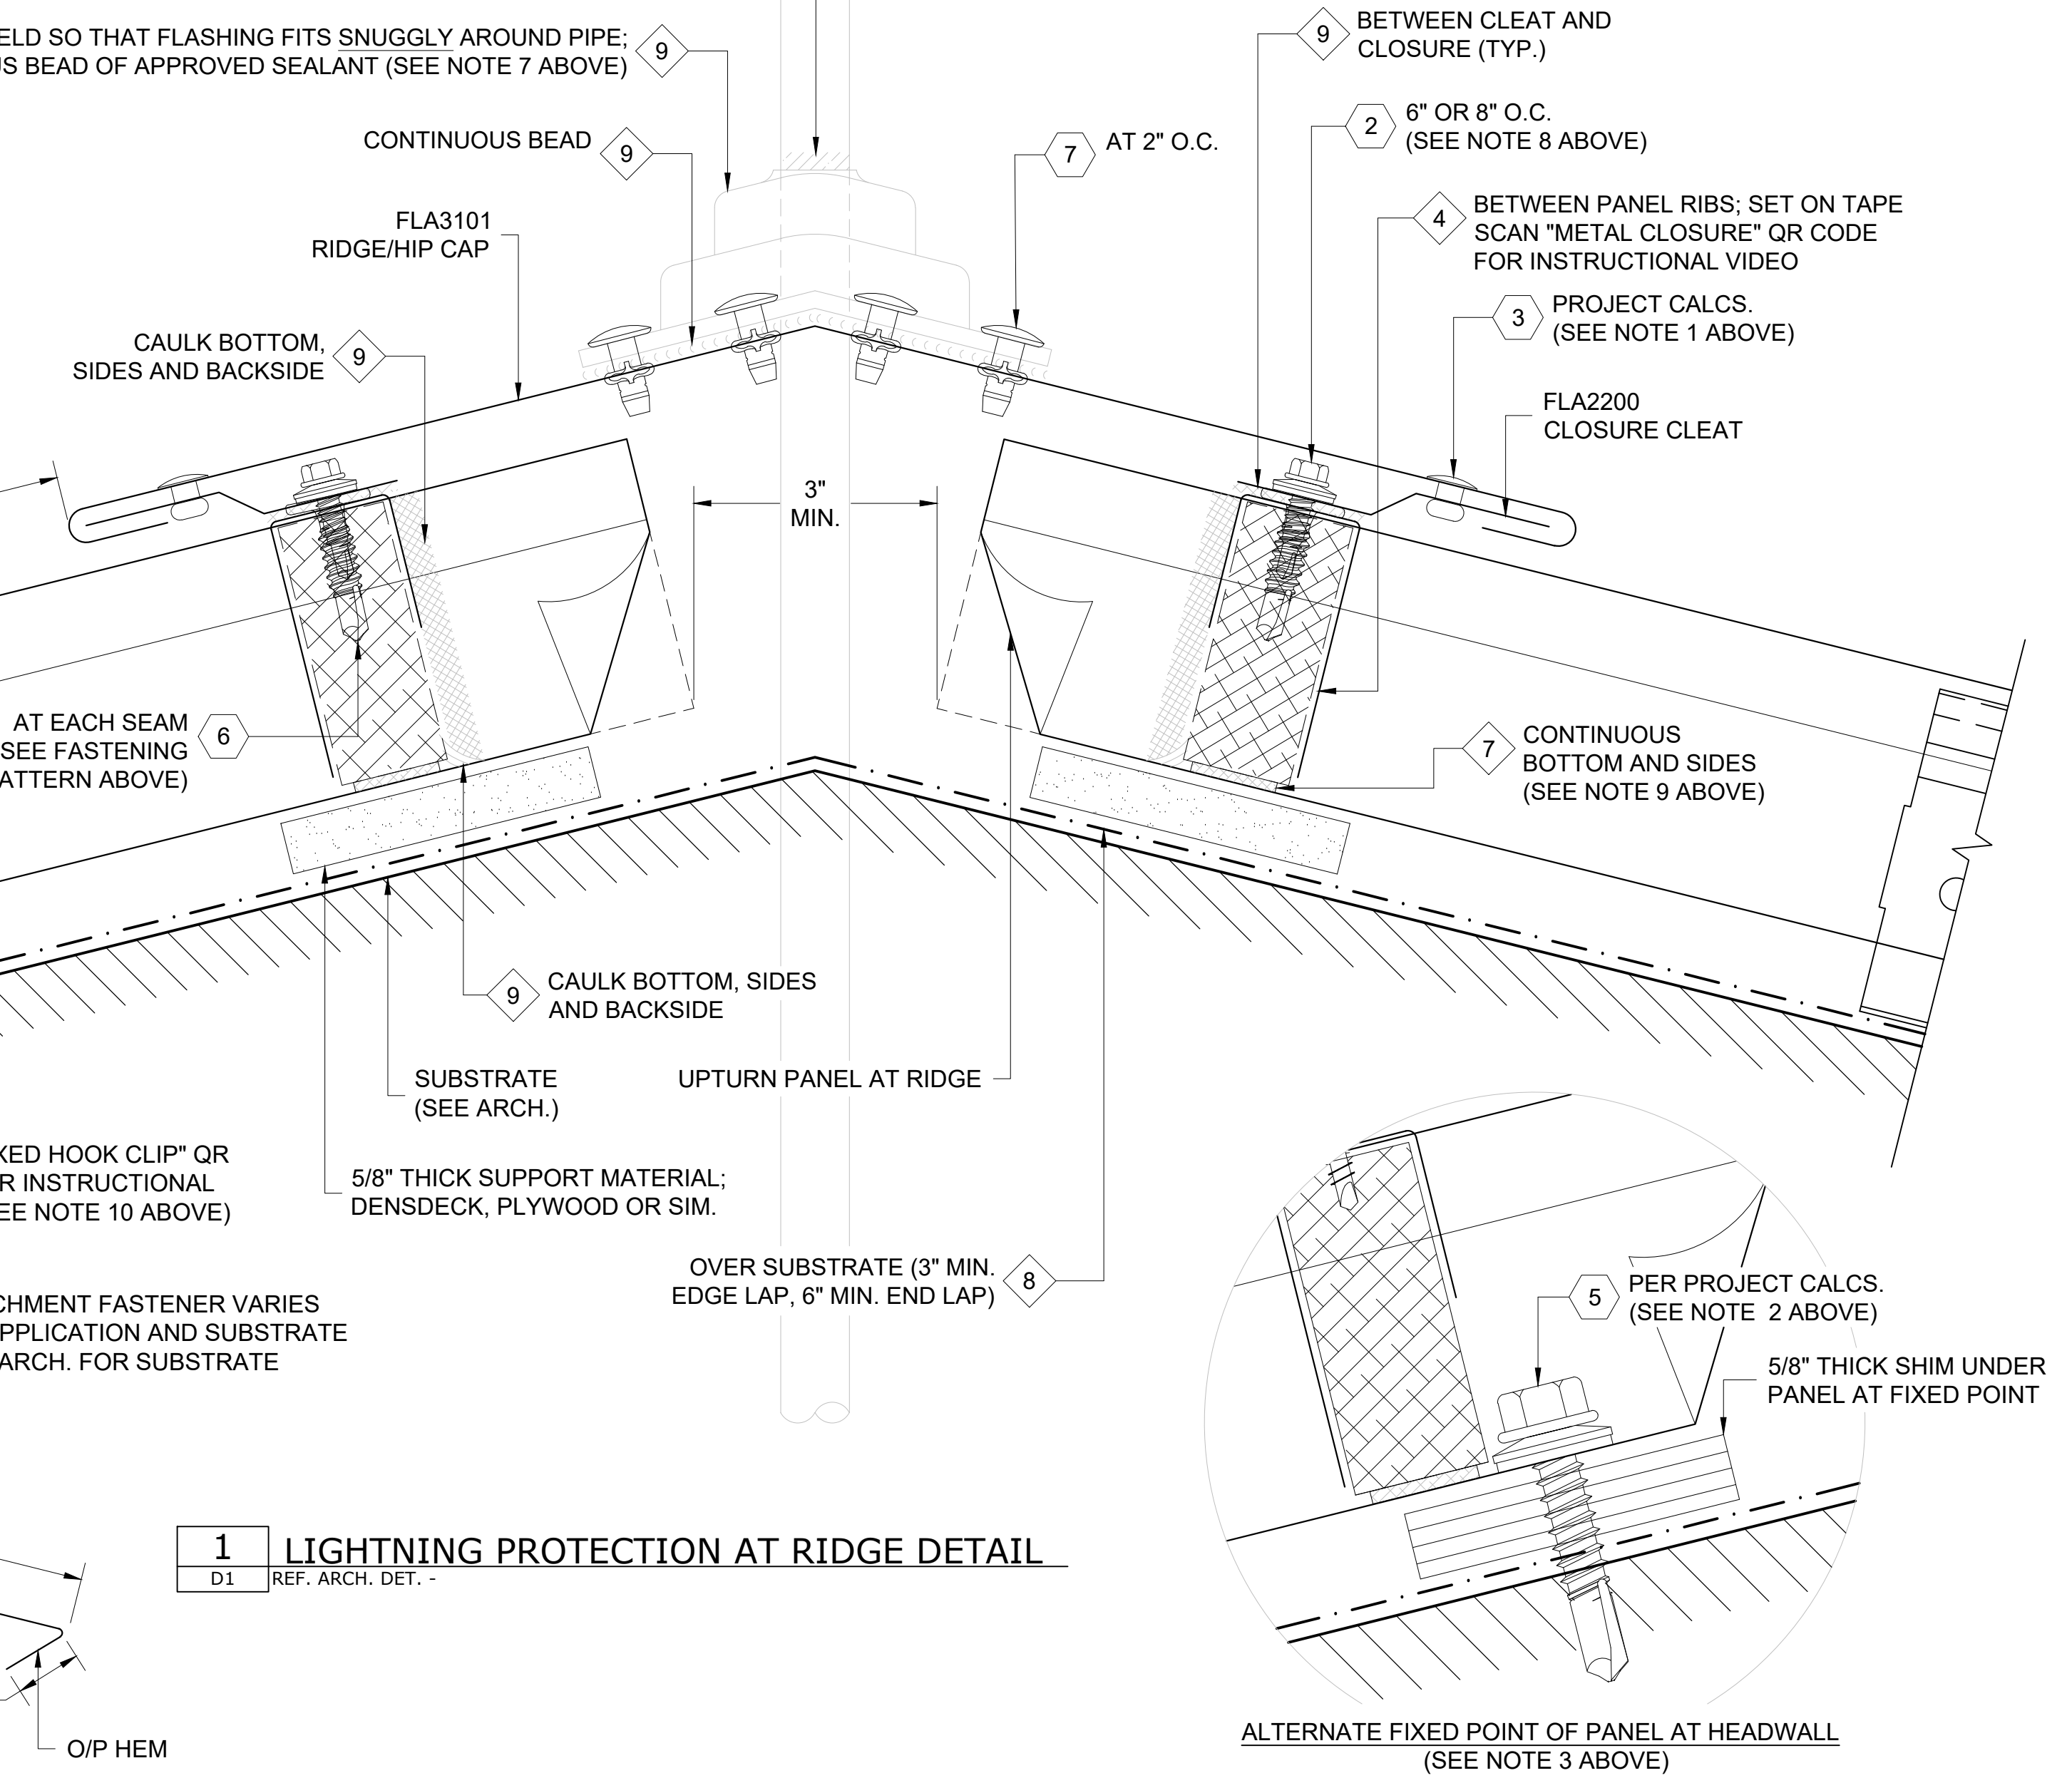 ELD SO THAT FLASHING FITS SNUGGLY AROUND PIPE;
US BEAD OF APPROVED SEALANT (SEE NOTE 7 ABOVE)
9
CONTINUOUS BEAD
9
FLA3101
RIDGE/HIP CAP
CAULK BOTTOM,
SIDES AND BACKSIDE
9
9
BETWEEN CLEAT AND
CLOSURE (TYP.)
2
6" OR 8" O.C.
(SEE NOTE 8 ABOVE)
7
AT 2" O.C.
4
BETWEEN PANEL RIBS; SET ON TAPE
SCAN "METAL CLOSURE" QR CODE
FOR INSTRUCTIONAL VIDEO
3
PROJECT CALCS.
(SEE NOTE 1 ABOVE)
FLA2200
CLOSURE CLEAT
3"
MIN.
AT EACH SEAM
SEE FASTENING
ATTERN ABOVE)
6
7
CONTINUOUS
BOTTOM AND SIDES
(SEE NOTE 9 ABOVE)
9
CAULK BOTTOM, SIDES
AND BACKSIDE
SUBSTRATE
(SEE ARCH.)
UPTURN PANEL AT RIDGE
XED HOOK CLIP" QR
R INSTRUCTIONAL
EE NOTE 10 ABOVE)
5/8" THICK SUPPORT MATERIAL;
DENSDECK, PLYWOOD OR SIM.
OVER SUBSTRATE (3" MIN.
EDGE LAP, 6" MIN. END LAP)
8
CHMENT FASTENER VARIES
PPLICATION AND SUBSTRATE
ARCH. FOR SUBSTRATE
5
PER PROJECT CALCS.
(SEE NOTE 2 ABOVE)
5/8" THICK SHIM UNDER
PANEL AT FIXED POINT
1
D1
LIGHTNING PROTECTION AT RIDGE DETAIL
REF. ARCH. DET. -
O/P HEM
ALTERNATE FIXED POINT OF PANEL AT HEADWALL
(SEE NOTE 3 ABOVE)